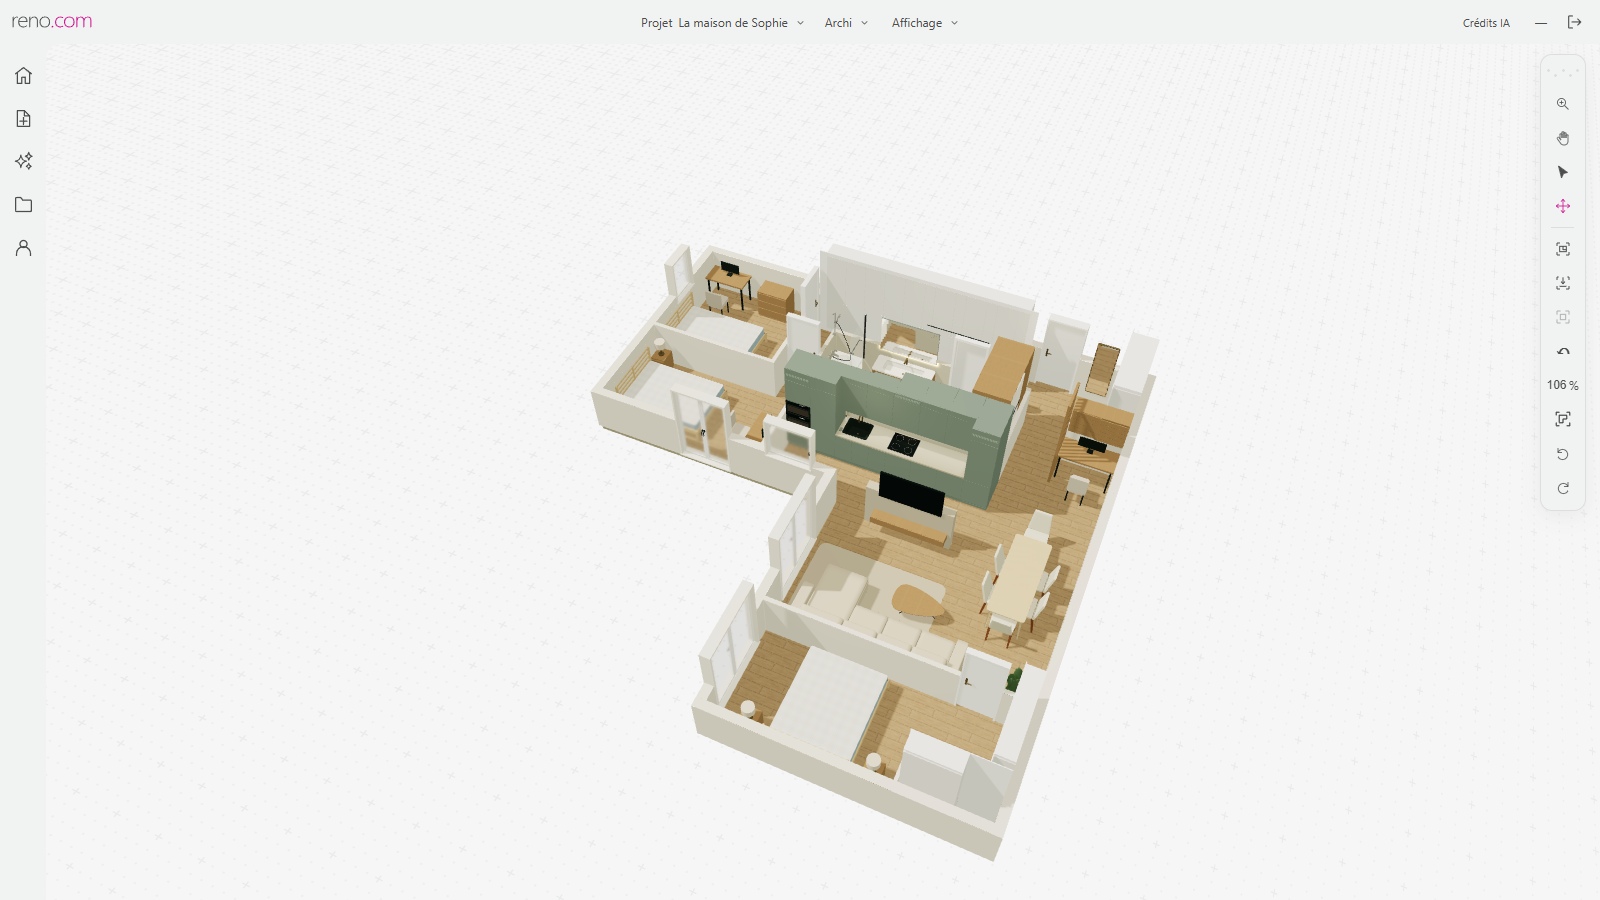 reno.com
Projet La maison de Sophie
Archi
Affichage
Crédits IA
106 %